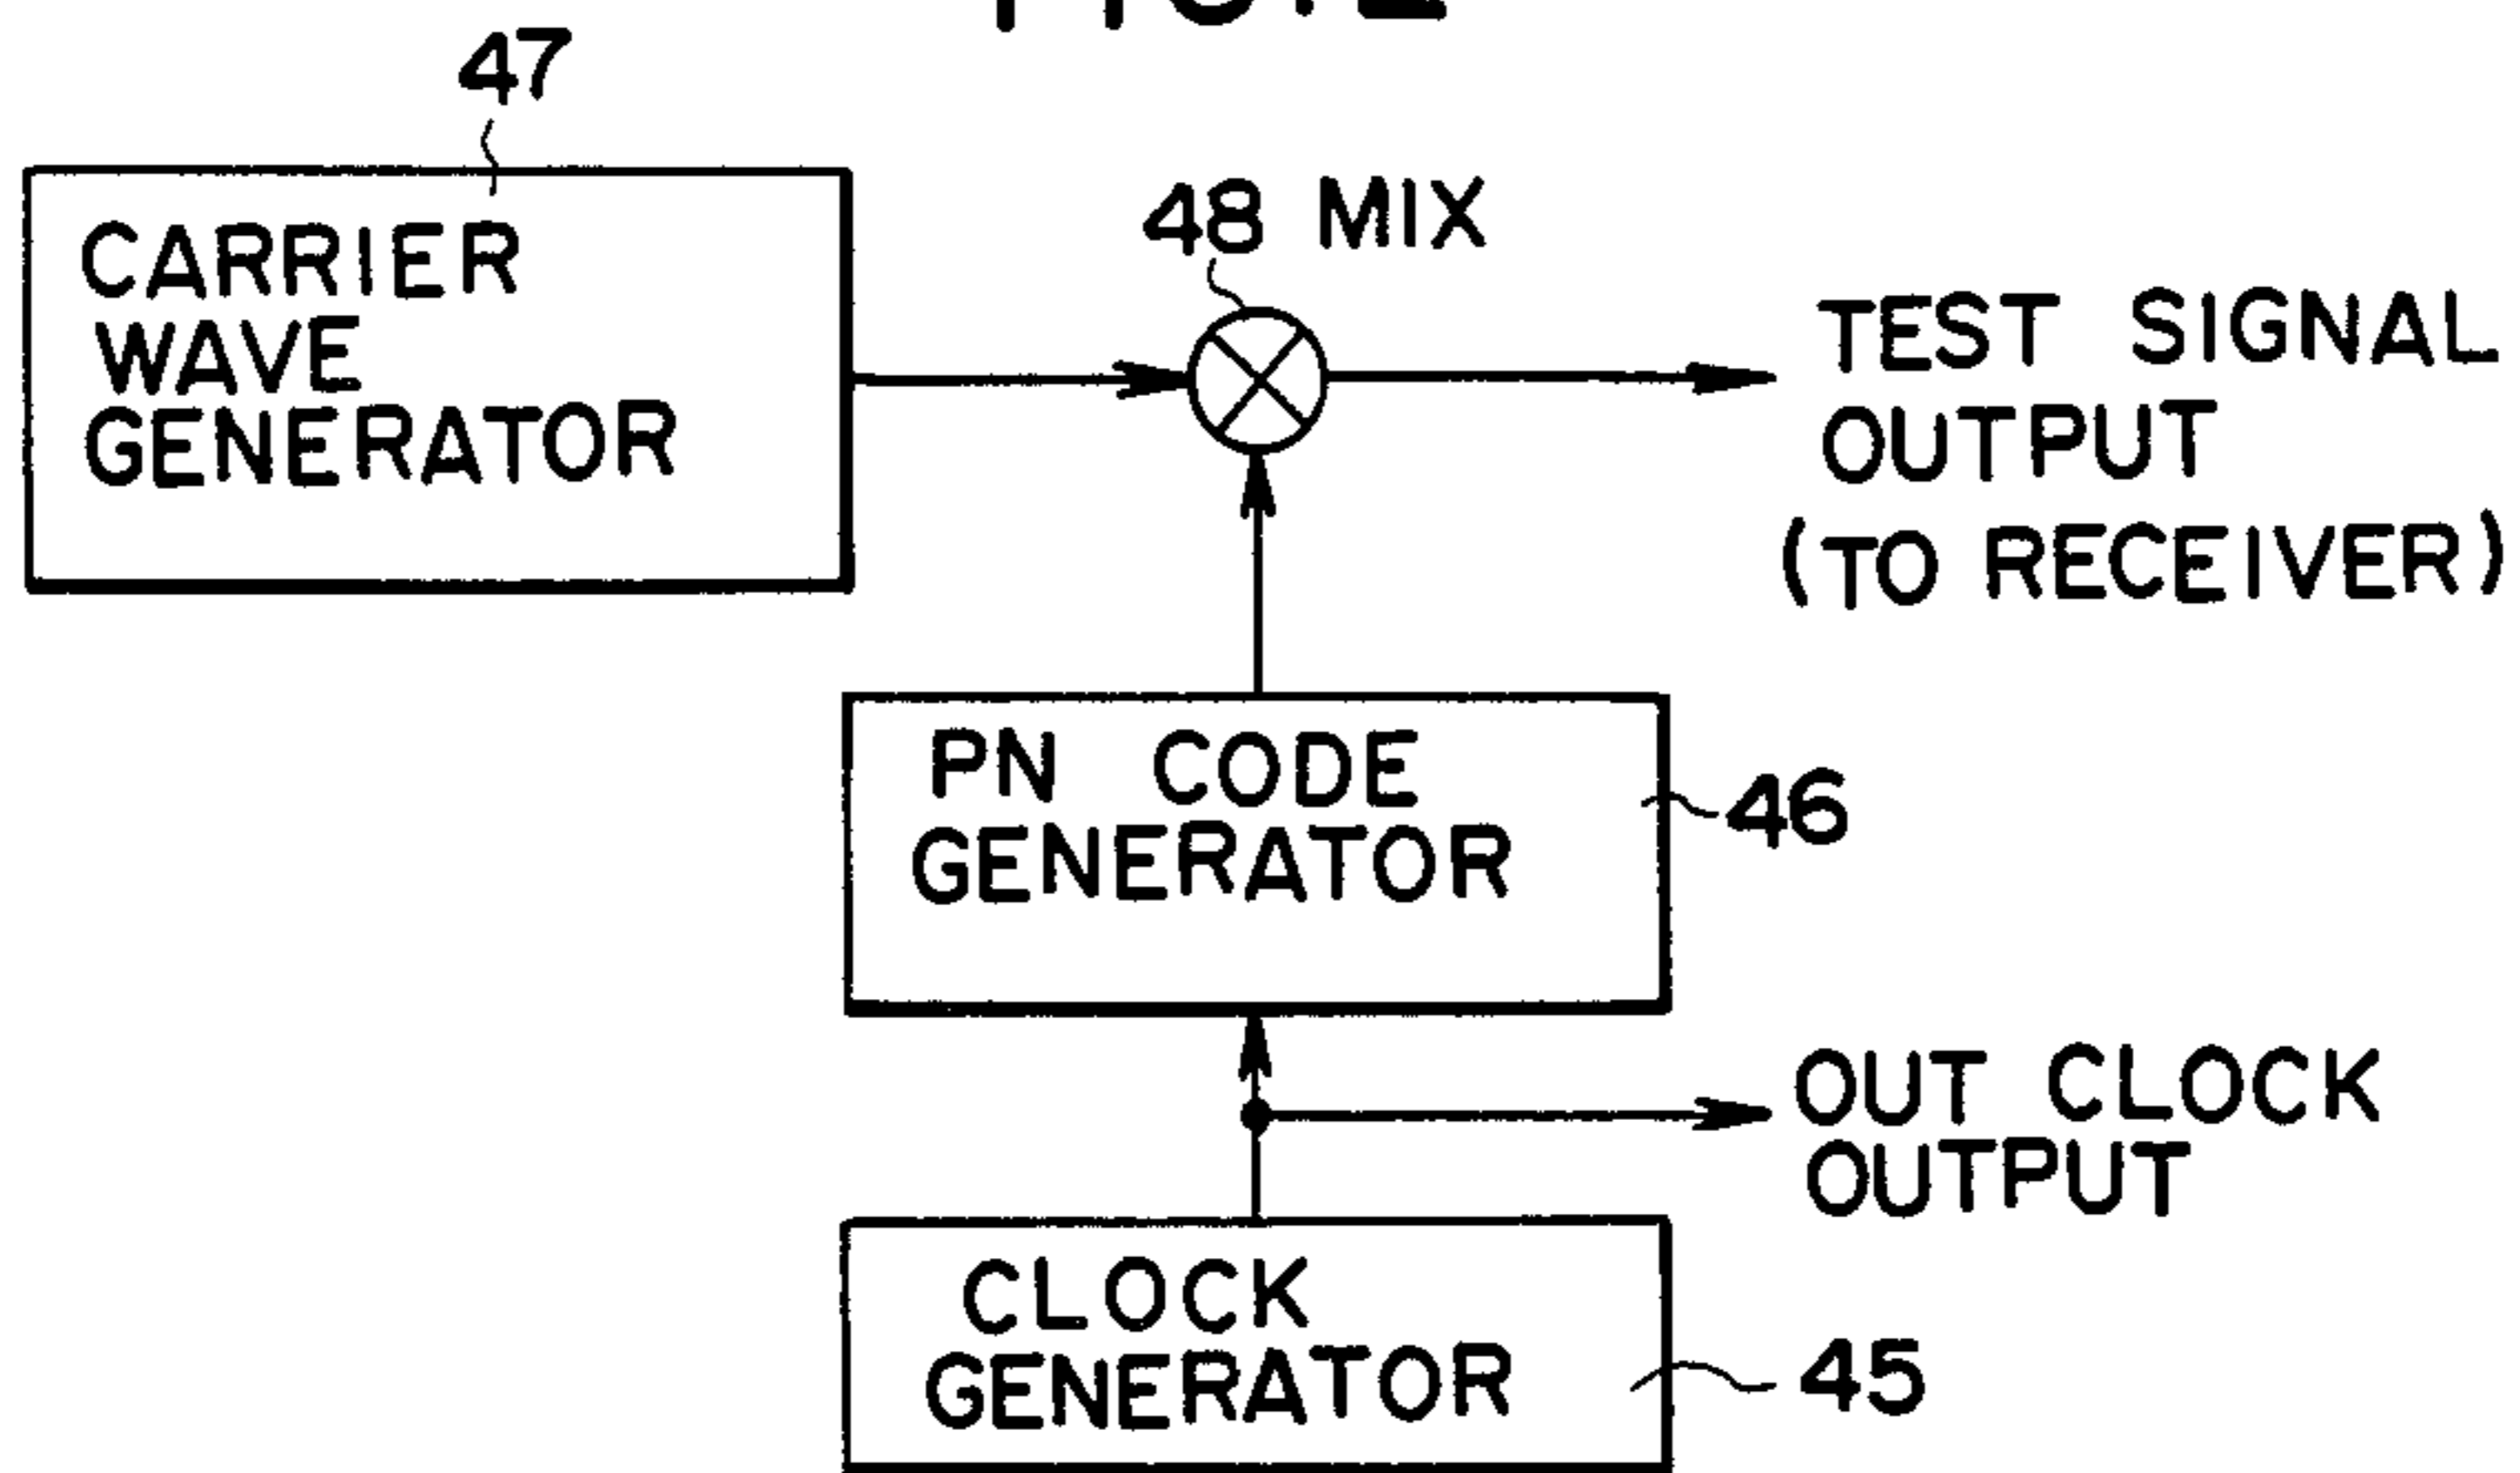 47
CARRIER
WAVE
GENERATOR
48 MIX
TEST SIGNAL
OUTPUT
(TO RECEIVER)
PN CODE
GENERATOR
46
OUT CLOCK
OUTPUT
CLOCK
GENERATOR
45